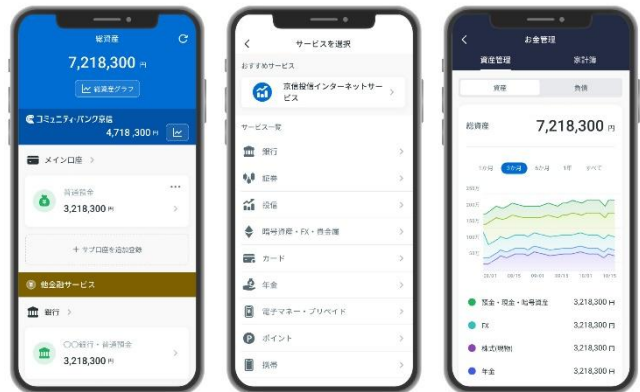 総資産
7,218,300 円
総資産グラフ
コミュニティ・バンク京信
4,718,300 円
メイン口座
普通預金
3,218,300 円
+ サブ口座を追加登録
他金融サービス
銀行
〇〇銀行・普通預金
3,218,300 円
サービスを選択
おすすめサービス
京信投信インターネットサー
ビス
サービス一覧
銀行
証券
投信
暗号資産・FX・貴金属
カード
年金
電子マネー・プリペイド
ポイント
携帯
お金管理
資産管理 家計簿
資産 負債
総資産 7,218,300 円
1か月 3か月 6か月 1年 すべて
預金・現金・暗号資産 3,218,300 円
FX 3,218,300 円
株式(現物) 3,218,300 円
年金 3,218,300 円